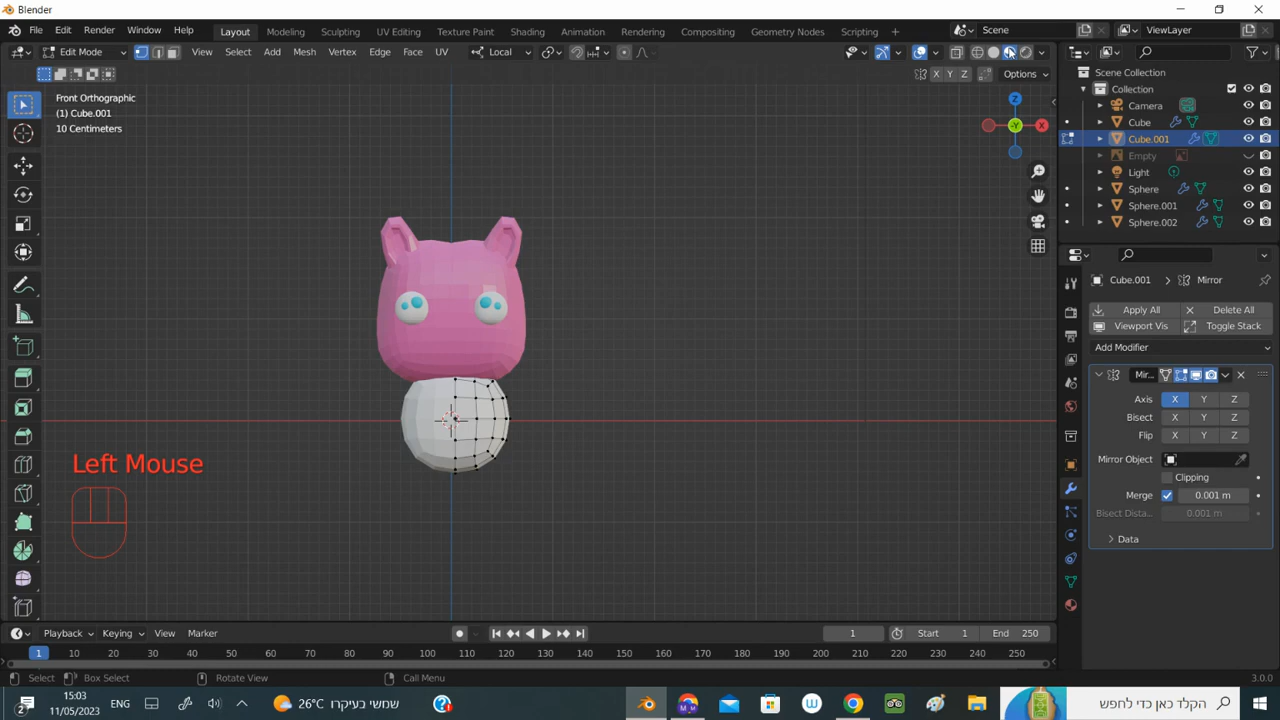 Blender
File Edit Render Window Help Layout Modeling Sculpting UV Editing Texture Paint Shading Animation Rendering Compositing Geometry Nodes Scripting Scene ViewLayer
Edit Mode View Select Add Mesh Vertex Edge Face UV Local
X Y Z Options
Front Orthographic
(1) Cube.001
10 Centimeters
Z
X
-Y
Left Mouse
Scene Collection
Collection
Camera
Cube
Cube.001
Empty
Light
Sphere
Sphere.001
Sphere.002
Cube.001 > Mirror
Apply All Delete All
Viewport Vis Toggle Stack
Add Modifier
Mir...
Axis X Y Z
Bisect X Y Z
Flip X Y Z
Mirror Object
Clipping
Merge 0.001 m
Bisect Dista... 0.001 m
Data
Playback Keying View Marker 1 Start 1 End 250
1 10 20 30 40 50 60 70 80 90 100 110 120 130 140 150 160 170 180 190 200 210 220 230 240 250
Select Box Select Rotate View Call Menu 3.0.0
2 15:03 11/05/2023 ENG 26°C שמשי בעיקרו הקלד כאן כדי לחפש